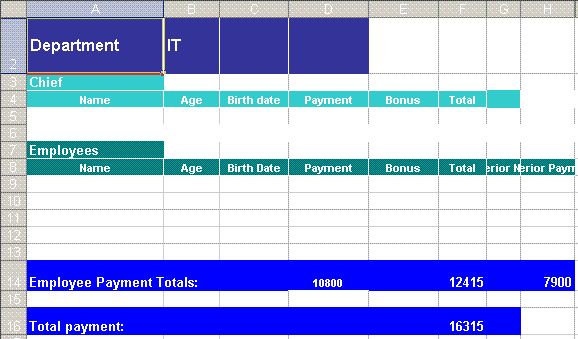 A B C D E F G H
2 Department IT
3 Chief
4 Name Age Birth date Payment Bonus Total
5
6
7 Employees
8 Name Age Birth Date Payment Bonus Total erior N erior Paym
9
10
11
12
13
14 Employee Payment Totals: 10800 12415 7900
15
16 Total payment: 16315